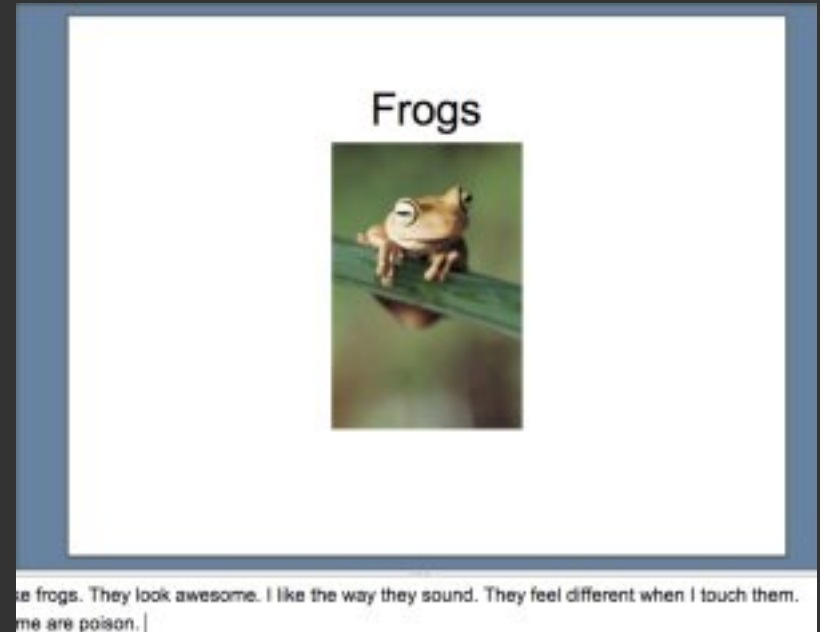 Frogs
frogs. They look awesome. I like the way they sound. They feel different when I touch them.
are poison.